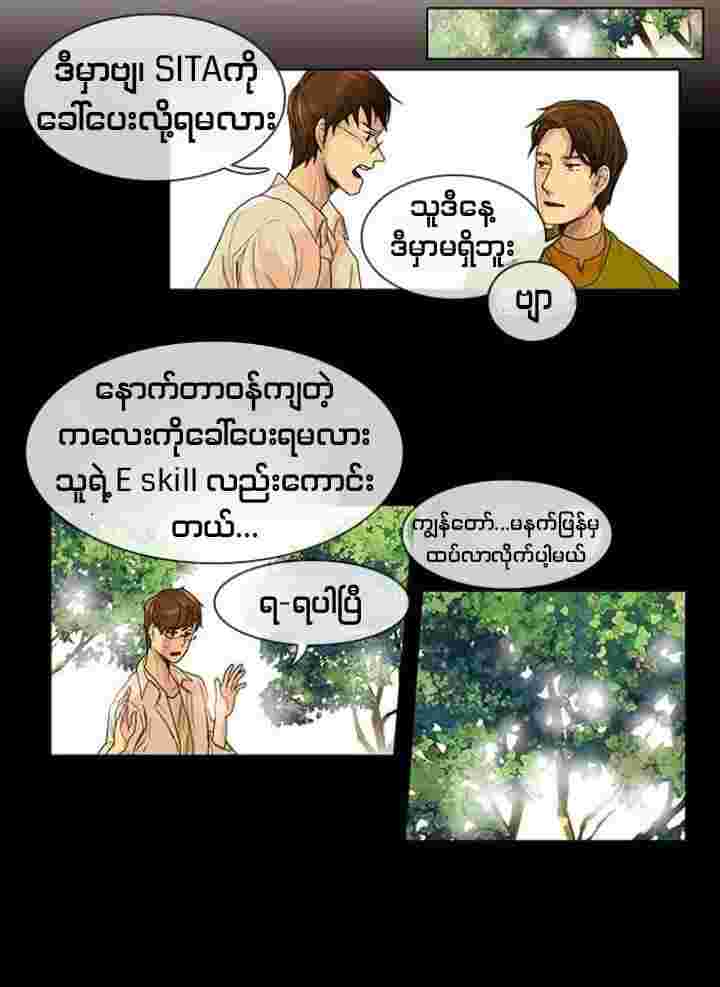 ဒီမှာဗျ၊ SITAကို
ခေါ်ပေးလို့ရမလား
သူဒီနေ့
ဒီမှာမရှိဘူး
ဗျာ
နောက်တာဝန်ကျတဲ့
ကလေးကိုခေါ်ပေးရမလား
သူရဲ့ E skill လည်းကောင်း
တယ်...
ရ-ရပါပြီ
ကျွန်တော်...မနက်ဖြန်မှ
ထပ်လာလိုက်ပါ့မယ်